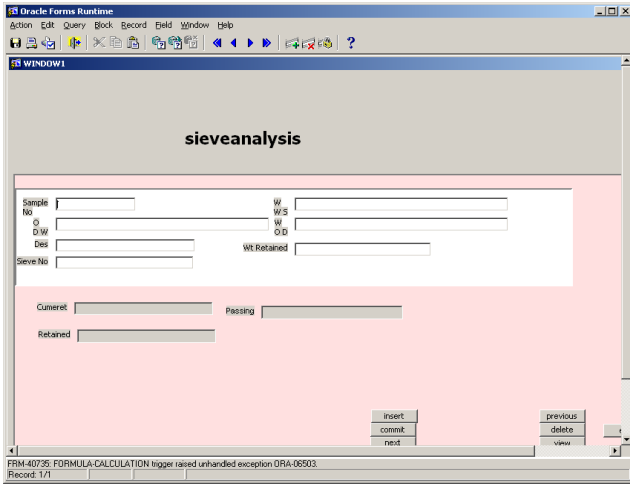 Oracle Forms Runtime
Action Edit Query Block Record Field Window Help
WINDOW1
sieveanalysis
Sample No
W W S
O D W
W O D
Des
Wt Retained
Sieve No
Cumeret
Passing
Retained
insert previous
commit delete
next view
FRM-40735: FORMULA-CALCULATION trigger raised unhandled exception ORA-06503.
Record: 1/1